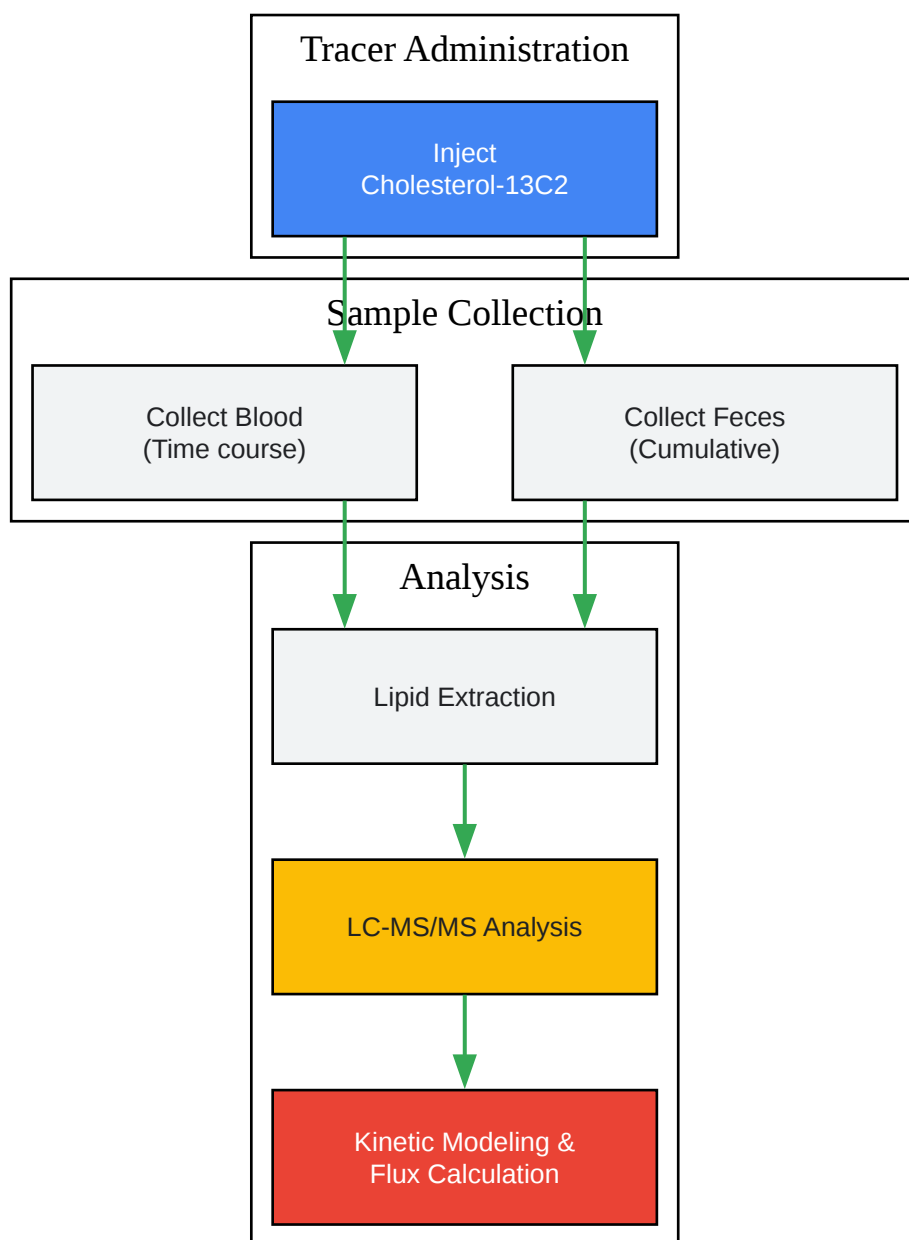 Tracer Administration
Inject
Cholesterol-13C2
Sample Collection
Collect Blood
(Time course)
Collect Feces
(Cumulative)
Analysis
Lipid Extraction
LC-MS/MS Analysis
Kinetic Modeling &
Flux Calculation